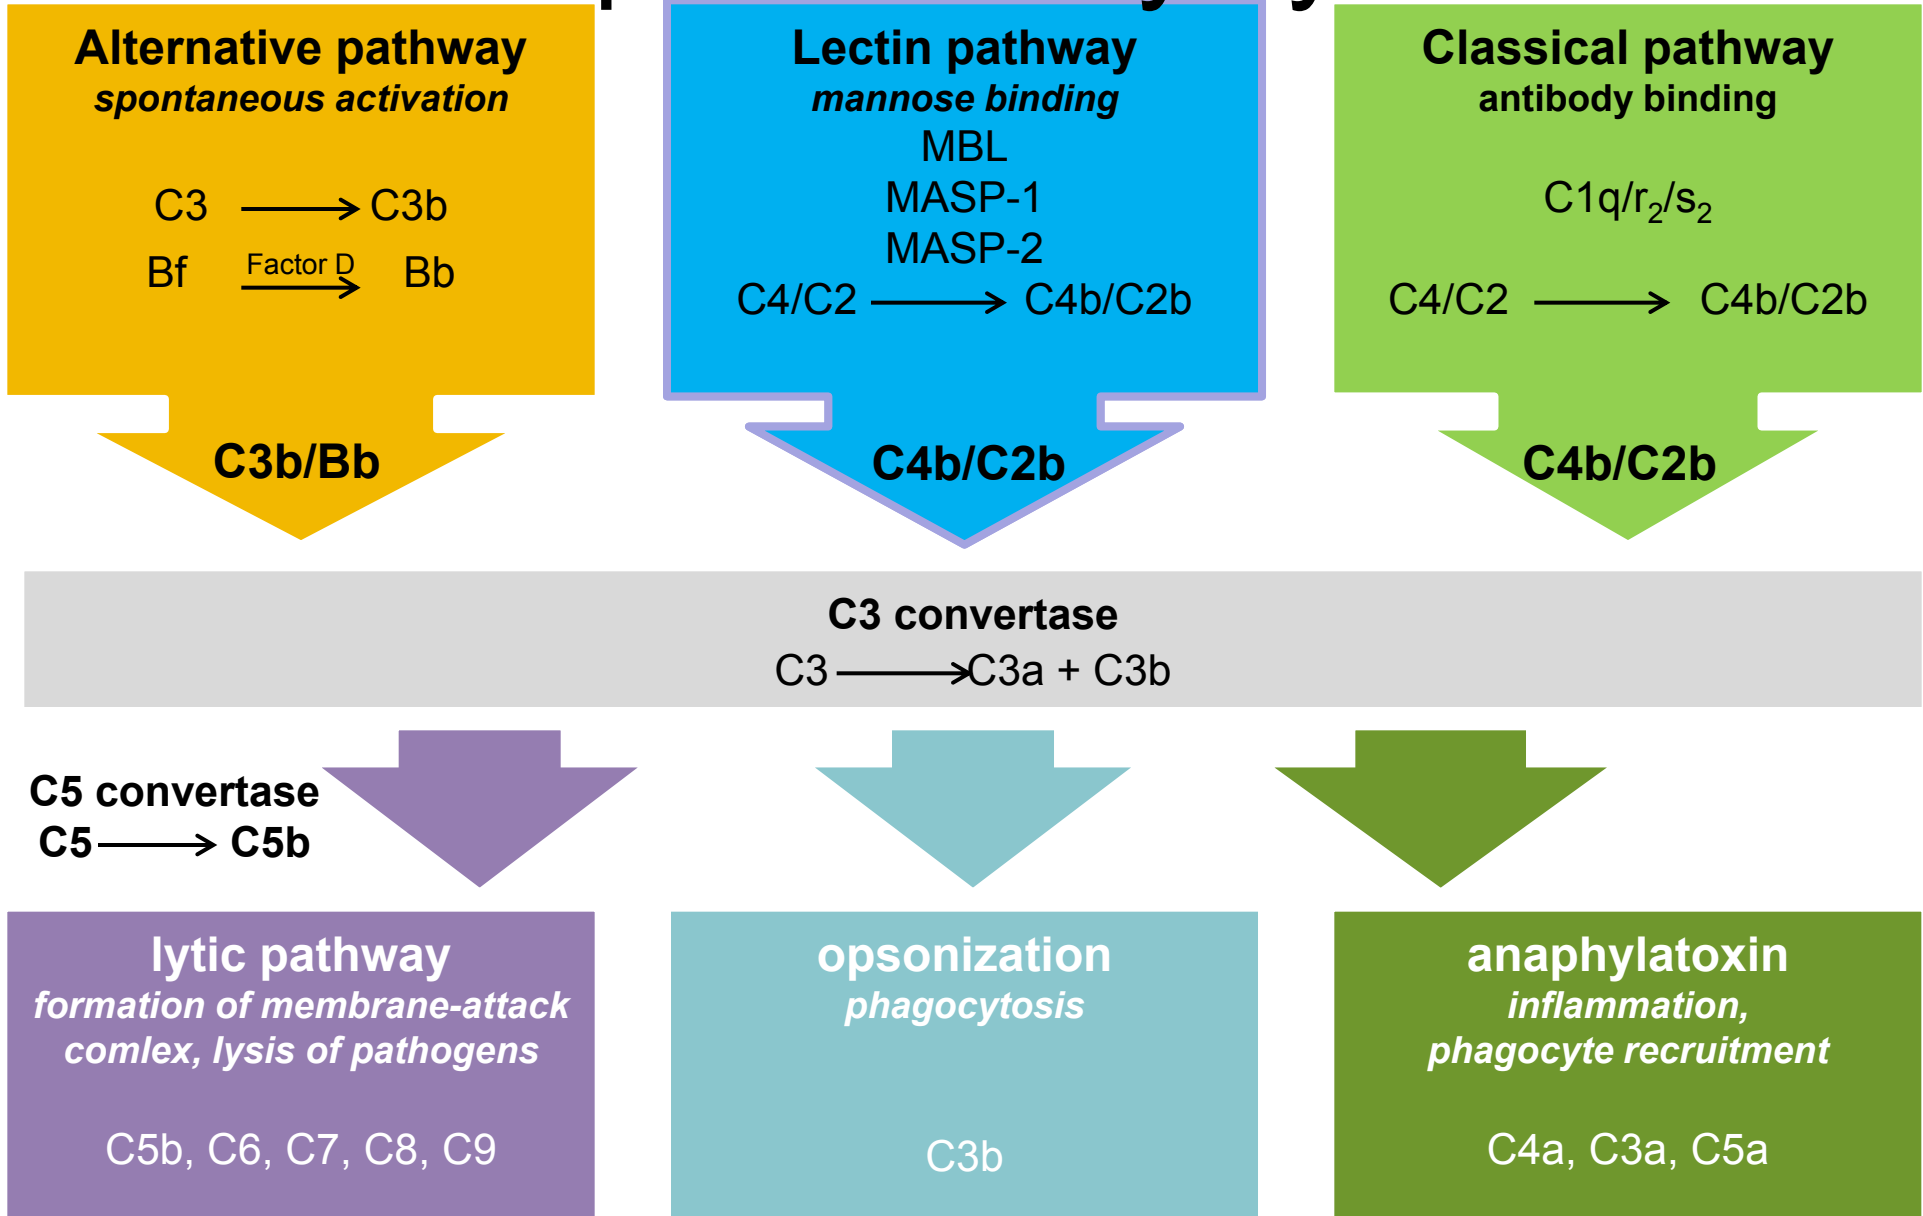 Alternative pathway
spontaneous activation
C3 → C3b
Bf Factor D → Bb
C3b/Bb
Lectin pathway
mannose binding
MBL
MASP-1
MASP-2
C4/C2 → C4b/C2b
C4b/C2b
Classical pathway
antibody binding
C1q/r₂/s₂
C4/C2 → C4b/C2b
C4b/C2b
C3 convertase
C3 → C3a + C3b
C5 convertase
C5 → C5b
lytic pathway
formation of membrane-attack
comlex, lysis of pathogens
C5b, C6, C7, C8, C9
opsonization
phagocytosis
C3b
anaphylatoxin
inflammation,
phagocyte recruitment
C4a, C3a, C5a